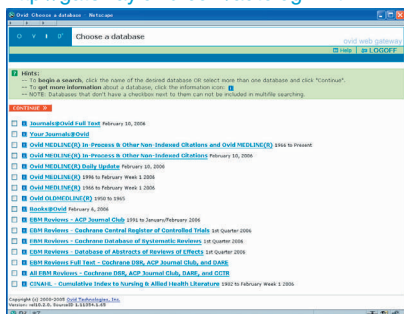 Ovid: Choose a database - Netscape
O V I D
Choose a database
ovid web gateway
Help
LOGOFF
Hints:
-- To begin a search, click the name of the desired database OR select more than one database and click "Continue".
-- To get more information about a database, click the information icon:
-- NOTE: Databases that don't have a checkbox next to them can not be included in multifile searching.
CONTINUE »
Journals@Ovid Full Text February 10, 2006
Your Journals@Ovid
Ovid MEDLINE(R) In-Process & Other Non-Indexed Citations and Ovid MEDLINE(R) 1966 to Present
Ovid MEDLINE(R) In-Process & Other Non-Indexed Citations February 10, 2006
Ovid MEDLINE(R) Daily Update February 10, 2006
Ovid MEDLINE(R) 1996 to February Week 1 2006
Ovid MEDLINE(R) 1966 to February Week 1 2006
Ovid OLDMEDLINE(R) 1950 to 1965
Books@Ovid February 6, 2006
EBM Reviews - ACP Journal Club 1991 to January/February 2006
EBM Reviews - Cochrane Central Register of Controlled Trials 1st Quarter 2006
EBM Reviews - Cochrane Database of Systematic Reviews 1st Quarter 2006
EBM Reviews - Database of Abstracts of Reviews of Effects 1st Quarter 2006
EBM Reviews Full Text - Cochrane DSR, ACP Journal Club, and DARE
All EBM Reviews - Cochrane DSR, ACP Journal Club, DARE, and CCTR
CINAHL - Cumulative Index to Nursing & Allied Health Literature 1982 to February Week 1 2006
Copyright (c) 2000-2005 Ovid Technologies, Inc.
Version: rel10.2.0, SourceID 1.11354.1.65